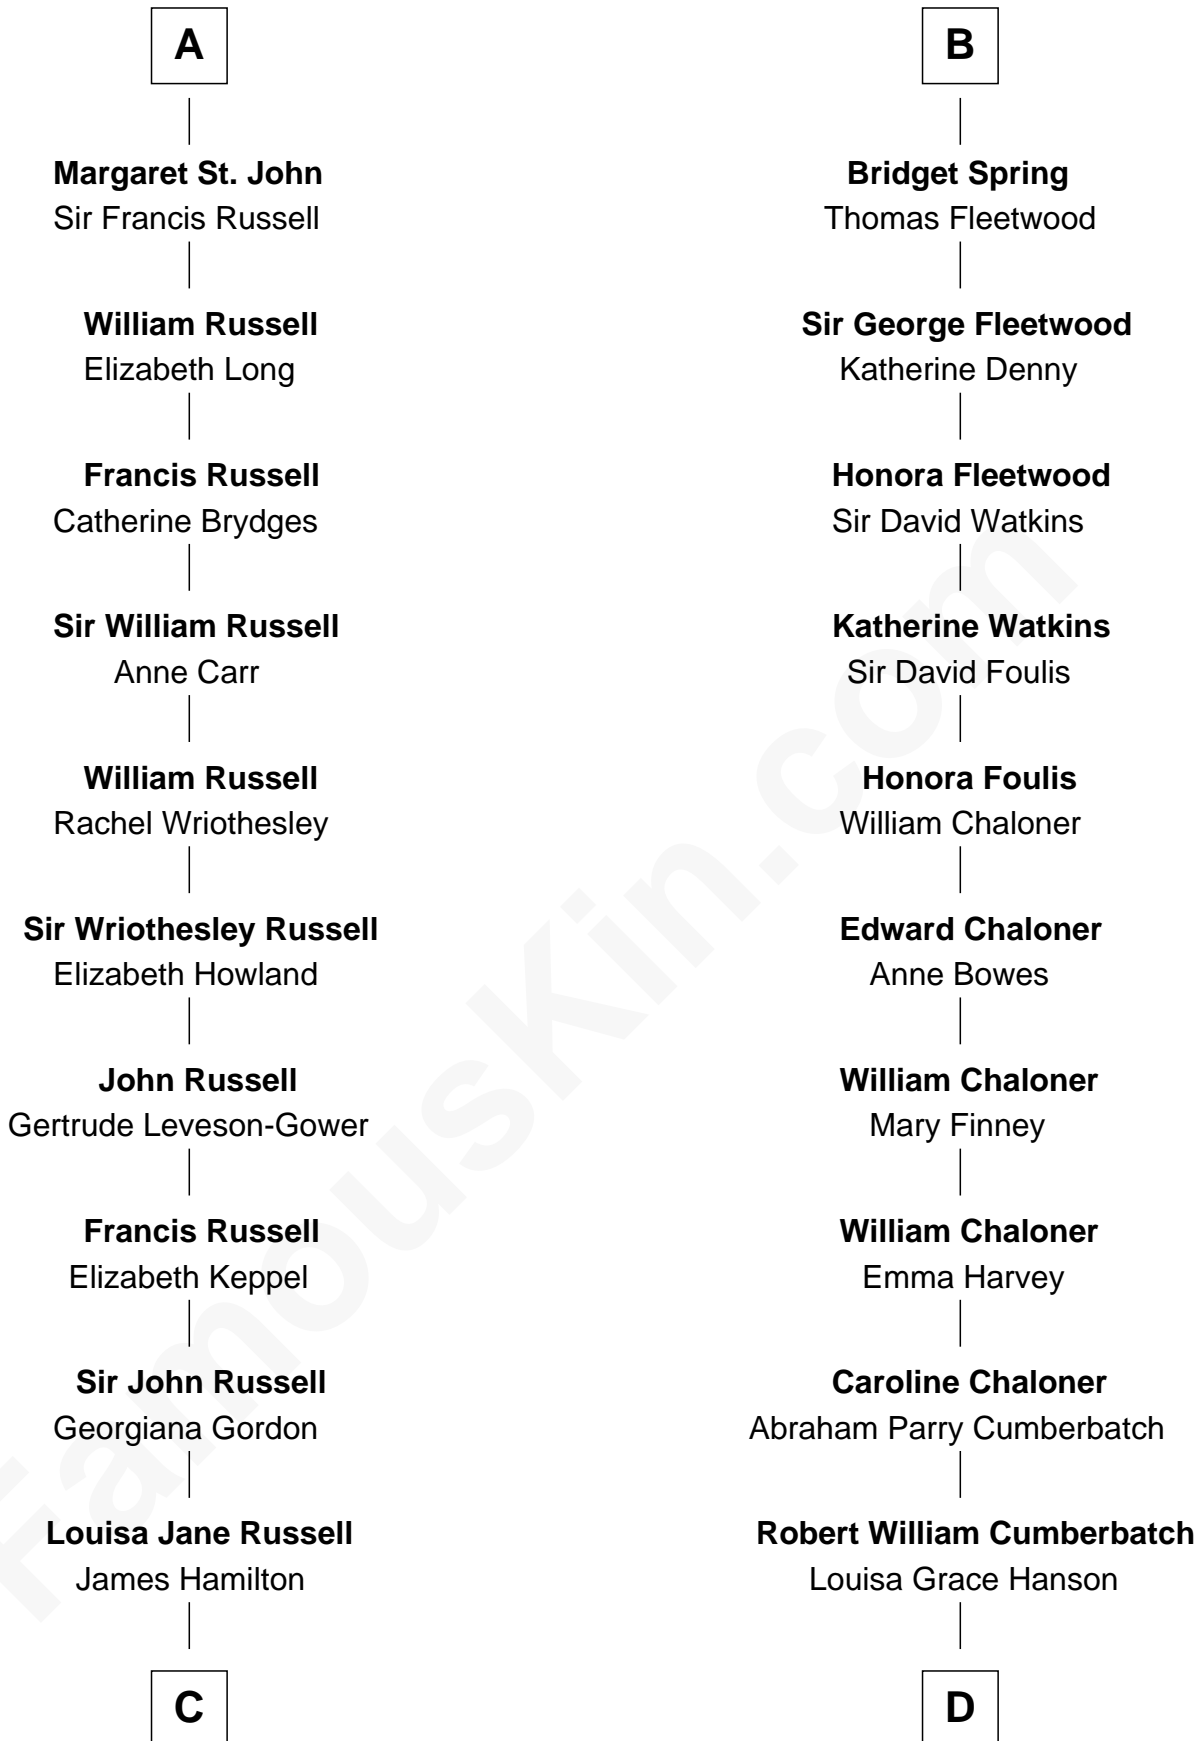 A
Margaret St. John
Sir Francis Russell
William Russell
Elizabeth Long
Francis Russell
Catherine Brydges
Sir William Russell
Anne Carr
William Russell
Rachel Wriothesley
Sir Wriothesley Russell
Elizabeth Howland
John Russell
Gertrude Leveson-Gower
Francis Russell
Elizabeth Keppel
Sir John Russell
Georgiana Gordon
Louisa Jane Russell
James Hamilton
C
B
Bridget Spring
Thomas Fleetwood
Sir George Fleetwood
Katherine Denny
Honora Fleetwood
Sir David Watkins
Katherine Watkins
Sir David Foulis
Honora Foulis
William Chaloner
Edward Chaloner
Anne Bowes
William Chaloner
Mary Finney
William Chaloner
Emma Harvey
Caroline Chaloner
Abraham Parry Cumberbatch
Robert William Cumberbatch
Louisa Grace Hanson
D
FamousKin.com